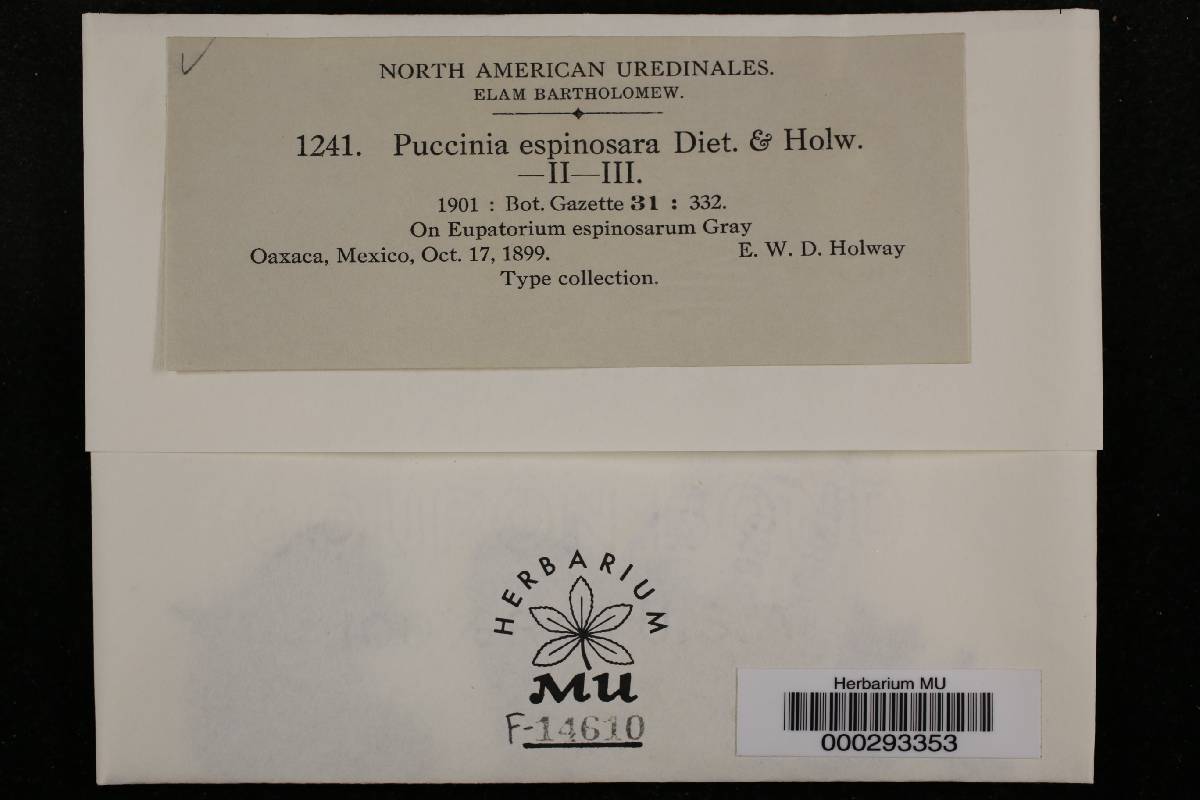 NORTH AMERICAN UREDINALES.
ELAM BARTHOLOMEW.
1241. Puccinia espinosara Diet. & Holw.
—II—III.
1901 : Bot. Gazette 31 : 332.
On Eupatorium espinosarum Gray
Oaxaca, Mexico, Oct. 17, 1899. E. W. D. Holway
Type collection.
HERBARIUM
MU
F-14610
Herbarium MU
000293353